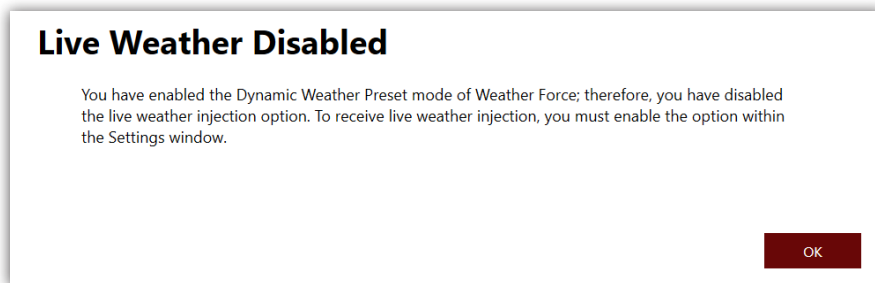 Live Weather Disabled
You have enabled the Dynamic Weather Preset mode of Weather Force; therefore, you have disabled
the live weather injection option. To receive live weather injection, you must enable the option within
the Settings window.
OK